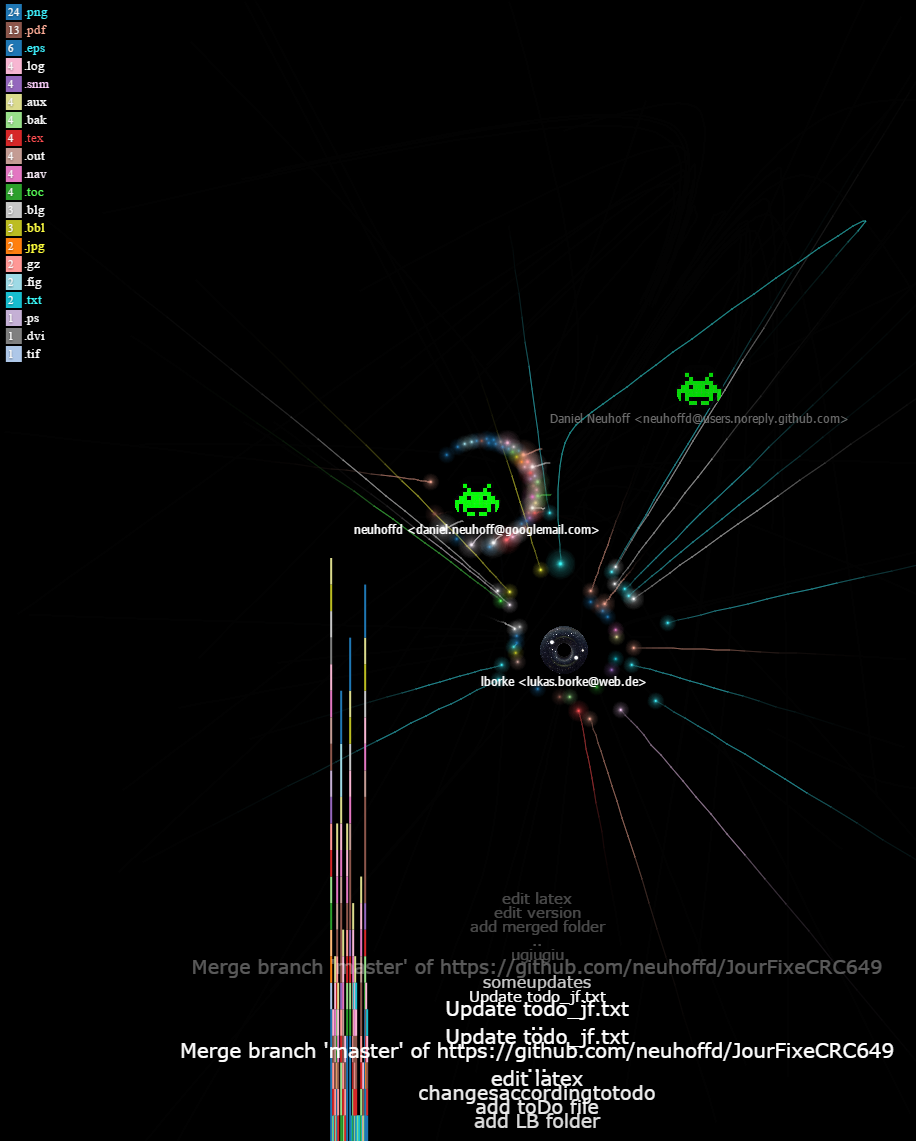 24 .png
13 .pdf
6 .eps
4 .log
4 .snm
4 .aux
4 .bak
4 .tex
4 .out
4 .nav
4 .toc
3 .blg
3 .bbl
2 .jpg
2 .gz
2 .fig
2 .txt
1 .ps
1 .dvi
1 .tif
Daniel Neuhoff <neuhoffd@users.noreply.github.com>
neuhoffd <daniel.neuhoff@googlemail.com>
lborke <lukas.borke@web.de>
edit latex
edit version
add merged folder
..
ugiugiu
Merge branch 'master' of https://github.com/neuhoffd/JourFixeCRC649
someupdates
Update todo_jf.txt
Update todo_jf.txt
..
Update todo_jf.txt
Merge branch 'master' of https://github.com/neuhoffd/JourFixeCRC649
..
edit latex
changesaccordingtotodo
add toDo file
add LB folder